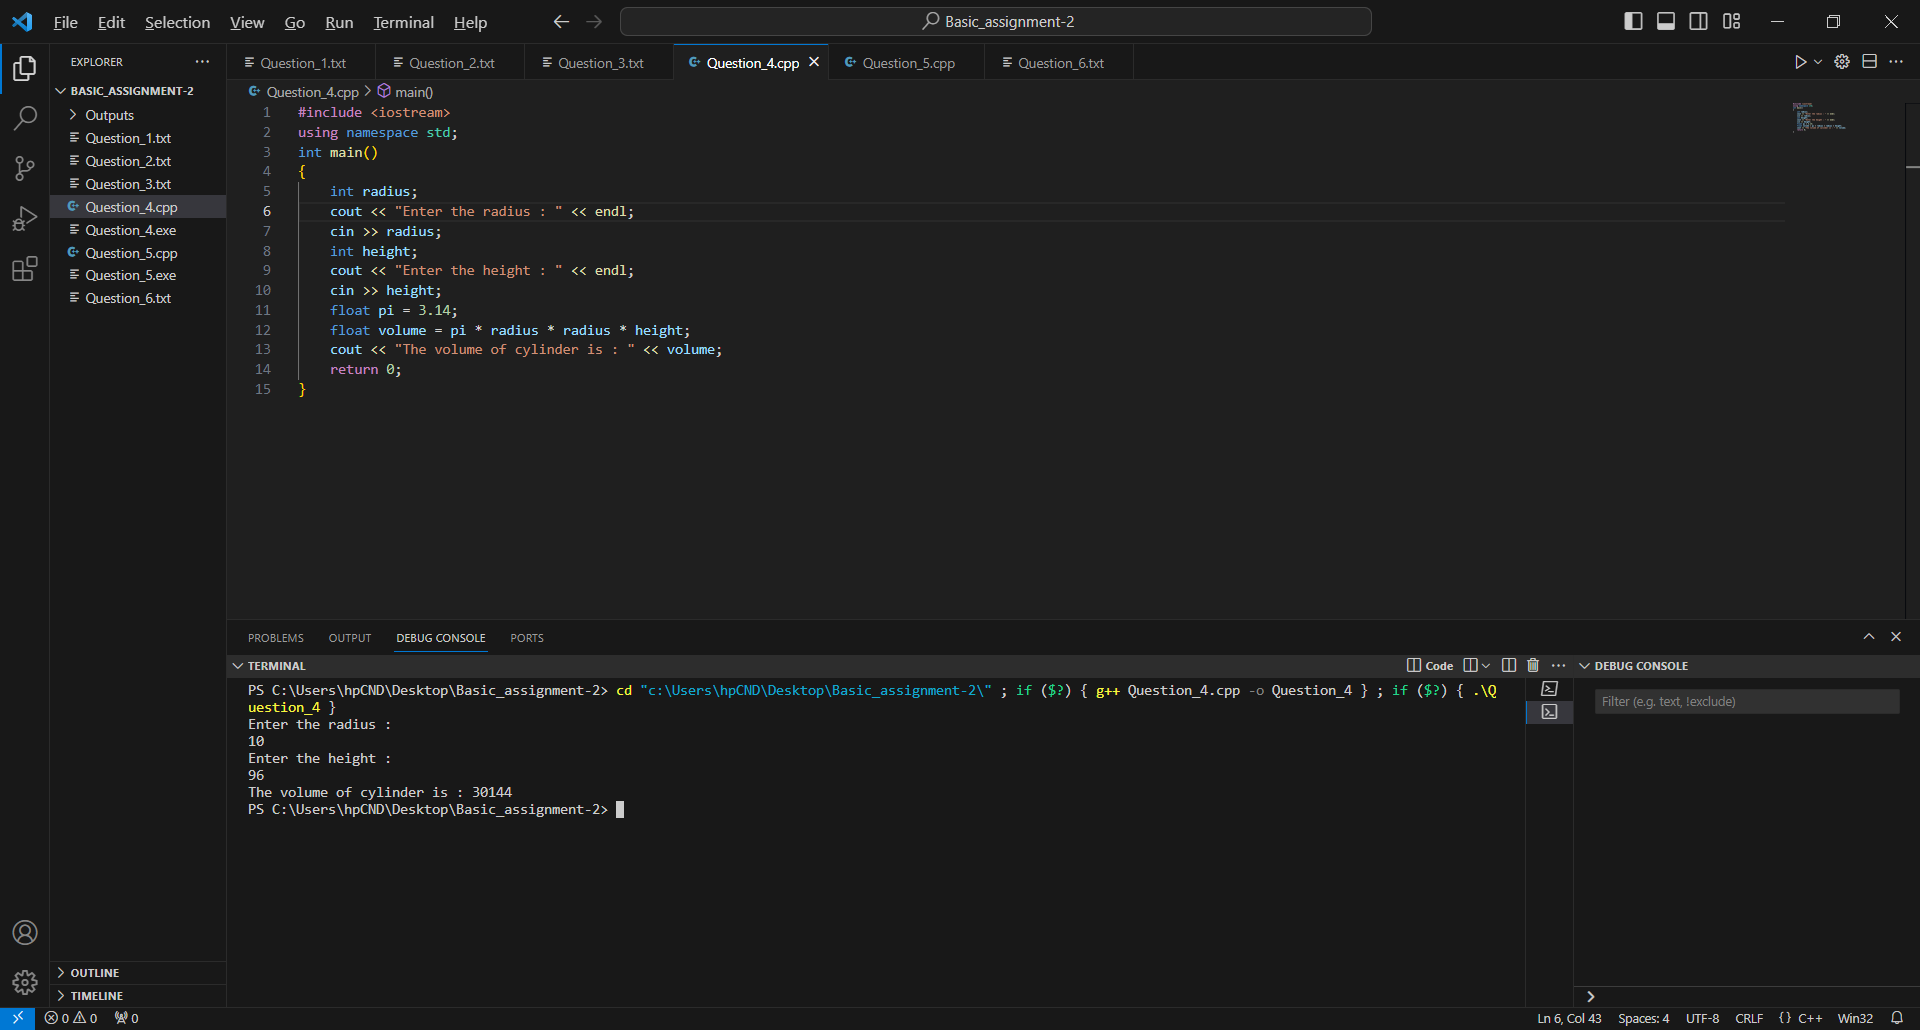 File Edit Selection View Go Run Terminal Help
Basic_assignment-2
EXPLORER
BASIC_ASSIGNMENT-2
Outputs
Question_1.txt
Question_2.txt
Question_3.txt
Question_4.cpp
Question_4.exe
Question_5.cpp
Question_5.exe
Question_6.txt
OUTLINE
TIMELINE
Question_1.txt Question_2.txt Question_3.txt Question_4.cpp Question_5.cpp Question_6.txt
Question_4.cpp > main()
1 #include <iostream>
2 using namespace std;
3 int main()
4 {
5     int radius;
6     cout << "Enter the radius : " << endl;
7     cin >> radius;
8     int height;
9     cout << "Enter the height : " << endl;
10     cin >> height;
11     float pi = 3.14;
12     float volume = pi * radius * radius * height;
13     cout << "The volume of cylinder is : " << volume;
14     return 0;
15 }
PROBLEMS OUTPUT DEBUG CONSOLE PORTS
TERMINAL
Code
PS C:\Users\hpCND\Desktop\Basic_assignment-2> cd "c:\Users\hpCND\Desktop\Basic_assignment-2\" ; if ($?) { g++ Question_4.cpp -o Question_4 } ; if ($?) { .\Q
uestion_4 }
Enter the radius :
10
Enter the height :
96
The volume of cylinder is : 30144
PS C:\Users\hpCND\Desktop\Basic_assignment-2>
DEBUG CONSOLE
Filter (e.g. text, !exclude)
0 0 0
Ln 6, Col 43 Spaces: 4 UTF-8 CRLF {} C++ Win32